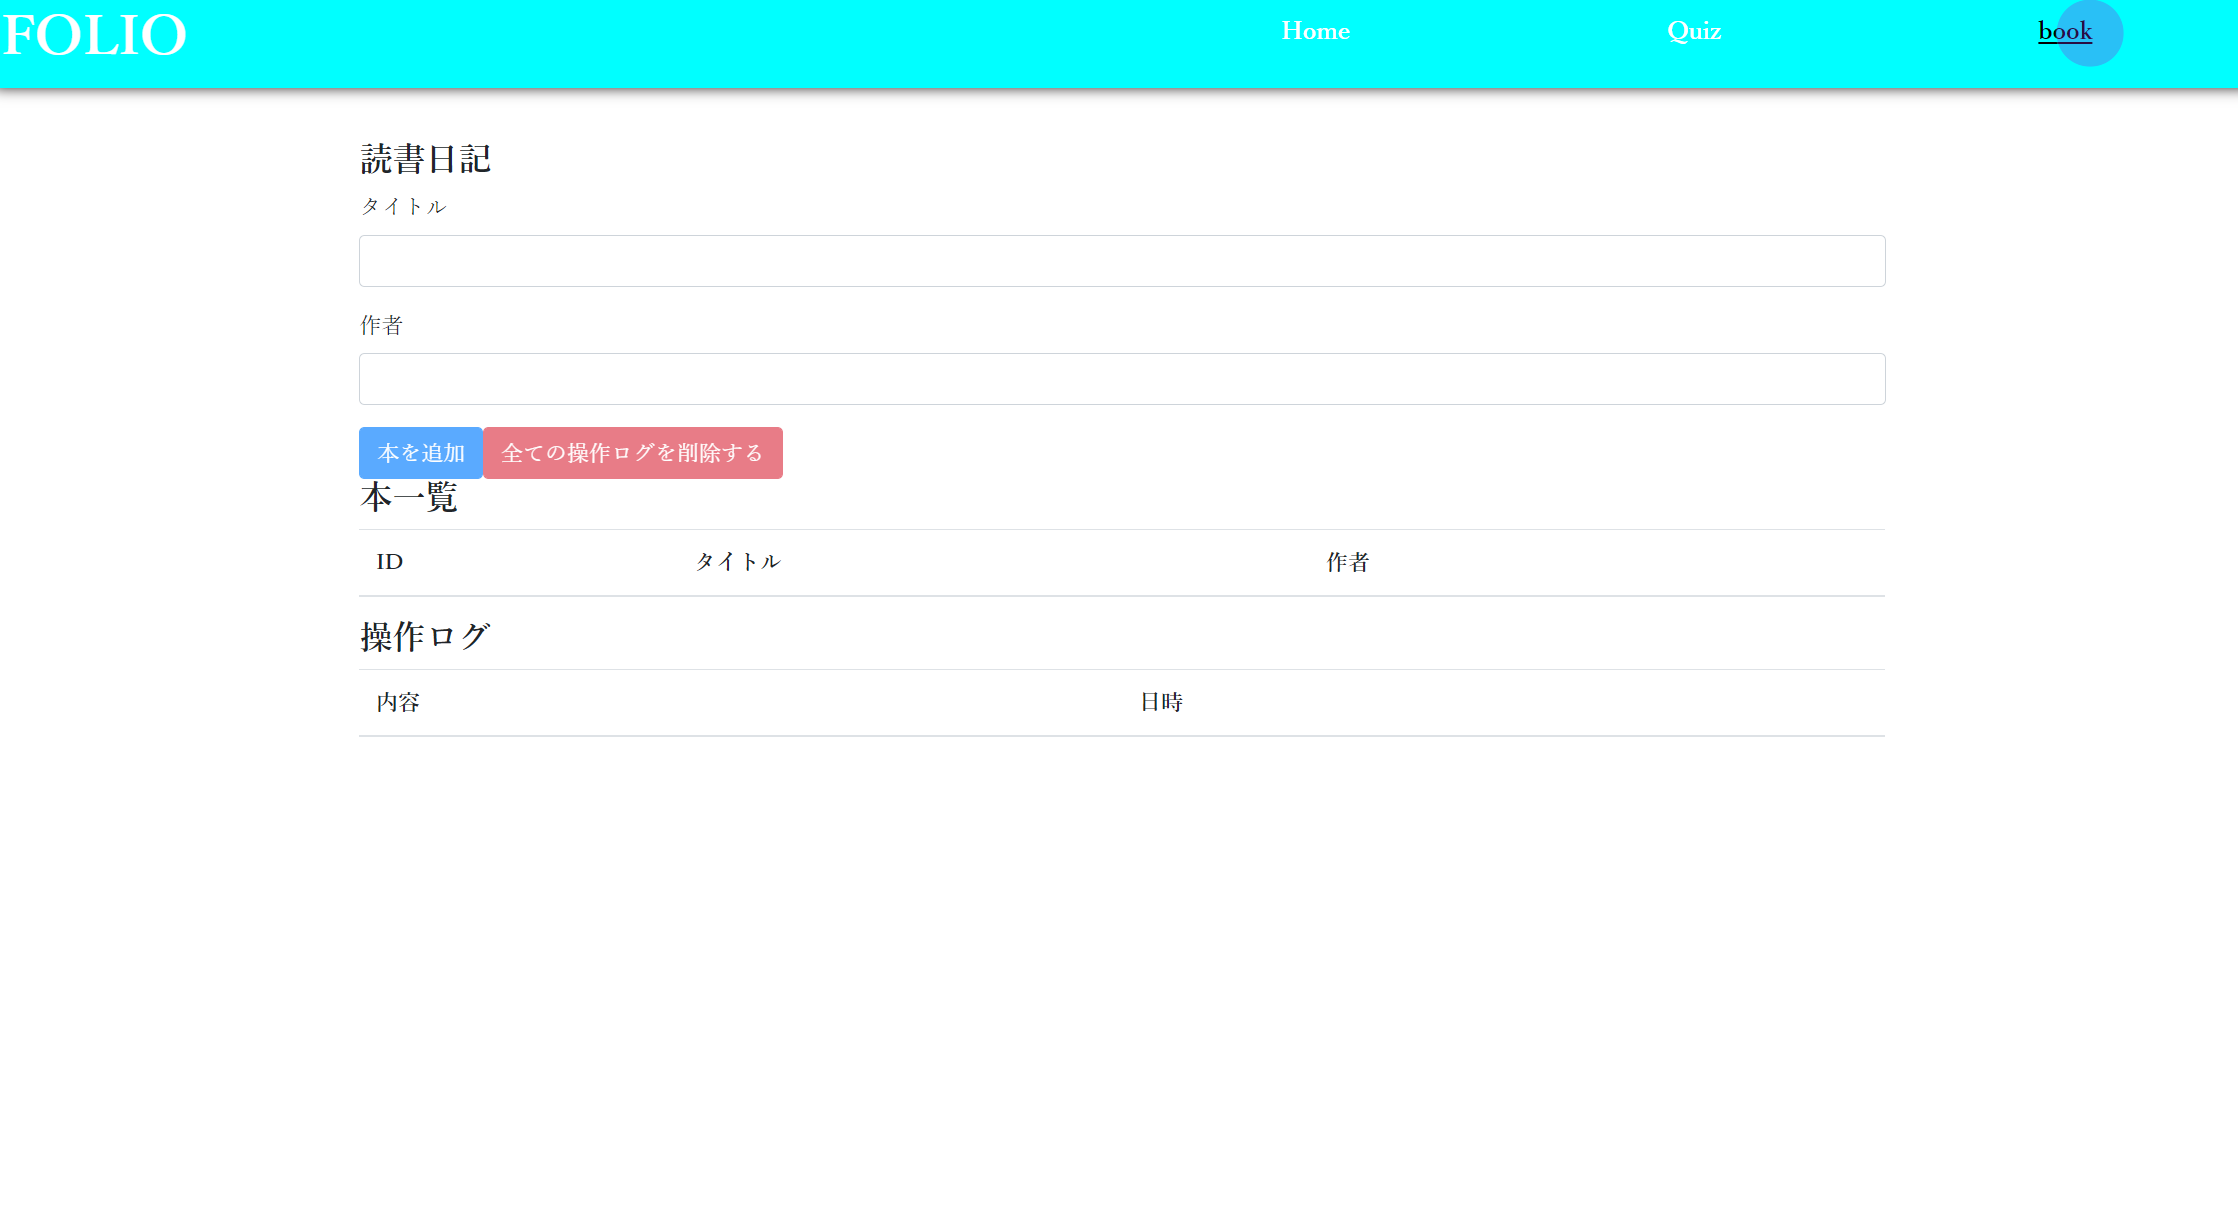 FOLIO Home Quiz book
読書日記
タイトル
作者
本を追加 全ての操作ログを削除する
本一覧
ID タイトル 作者
操作ログ
内容 日時